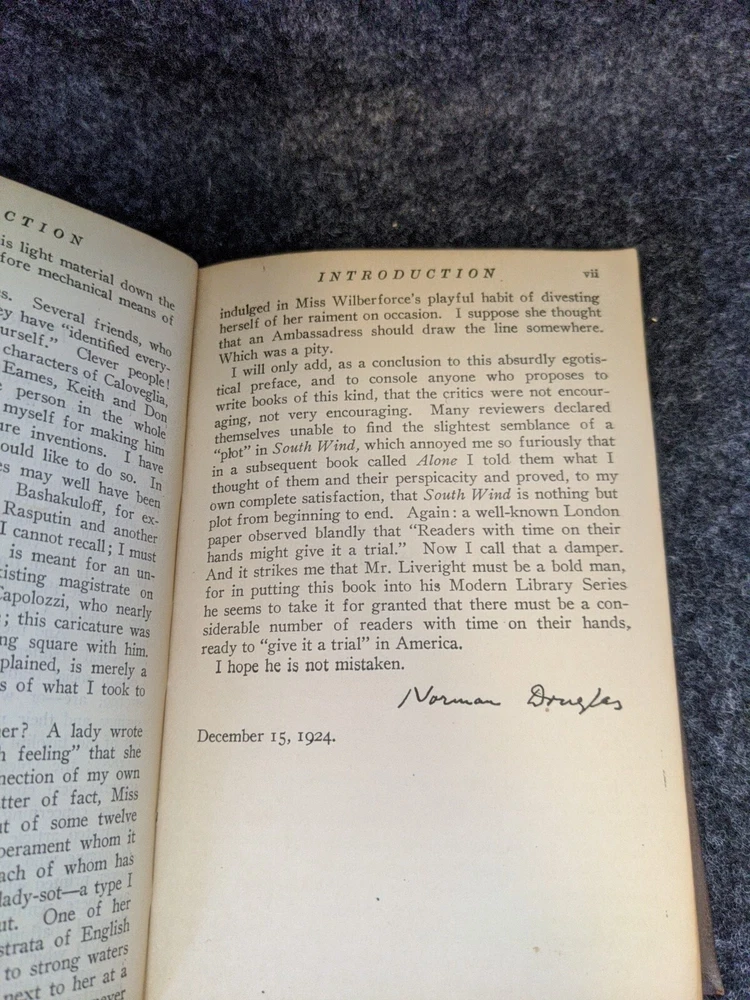 CTION
is light material down the
fore mechanical means of
s. Several friends, who
ey have "identified every-
urself." Clever people!
characters of Caloveglia,
Eames, Keith and Don
person in the whole
myself for making him
ure inventions. I have
ould like to do so. In
es may well have been
Bashakuloff, for ex-
Rasputin and another
I cannot recall; I must
is meant for an un-
xisting magistrate on
Capolozzi, who nearly
; this caricature was
ng square with him.
plained, is merely a
s of what I took to
er? A lady wrote
h feeling" that she
nection of my own
tter of fact, Miss
ut of some twelve
perament whom it
ach of whom has
lady-sot—a type I
ut. One of her
strata of English
to strong waters
next to her at a
never
INTRODUCTION vii
indulged in Miss Wilberforce's playful habit of divesting
herself of her raiment on occasion. I suppose she thought
that an Ambassadress should draw the line somewhere.
Which was a pity.
I will only add, as a conclusion to this absurdly egotis-
tical preface, and to console anyone who proposes to
write books of this kind, that the critics were not encour-
aging, not very encouraging. Many reviewers declared
themselves unable to find the slightest semblance of a
"plot" in South Wind, which annoyed me so furiously that
in a subsequent book called Alone I told them what I
thought of them and their perspicacity and proved, to my
own complete satisfaction, that South Wind is nothing but
plot from beginning to end. Again: a well-known London
paper observed blandly that "Readers with time on their
hands might give it a trial." Now I call that a damper.
And it strikes me that Mr. Liveright must be a bold man,
for in putting this book into his Modern Library Series
he seems to take it for granted that there must be a con-
siderable number of readers with time on their hands,
ready to "give it a trial" in America.
I hope he is not mistaken.
Norman Douglas
December 15, 1924.